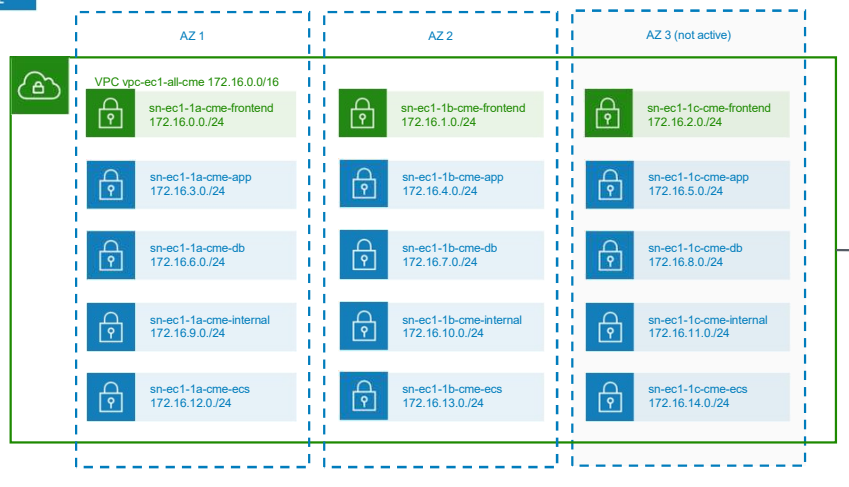 AZ 1
AZ 2
AZ 3 (not active)
VPC vpc-ec1-all-cme 172.16.0.0/16
sn-ec1-1a-cme-frontend
172.16.0.0./24
sn-ec1-1b-cme-frontend
172.16.1.0./24
sn-ec1-1c-cme-frontend
172.16.2.0./24
sn-ec1-1a-cme-app
172.16.3.0./24
sn-ec1-1b-cme-app
172.16.4.0./24
sn-ec1-1c-cme-app
172.16.5.0./24
sn-ec1-1a-cme-db
172.16.6.0./24
sn-ec1-1b-cme-db
172.16.7.0./24
sn-ec1-1c-cme-db
172.16.8.0./24
sn-ec1-1a-cme-internal
172.16.9.0./24
sn-ec1-1b-cme-internal
172.16.10.0./24
sn-ec1-1c-cme-internal
172.16.11.0./24
sn-ec1-1a-cme-ecs
172.16.12.0./24
sn-ec1-1b-cme-ecs
172.16.13.0./24
sn-ec1-1c-cme-ecs
172.16.14.0./24